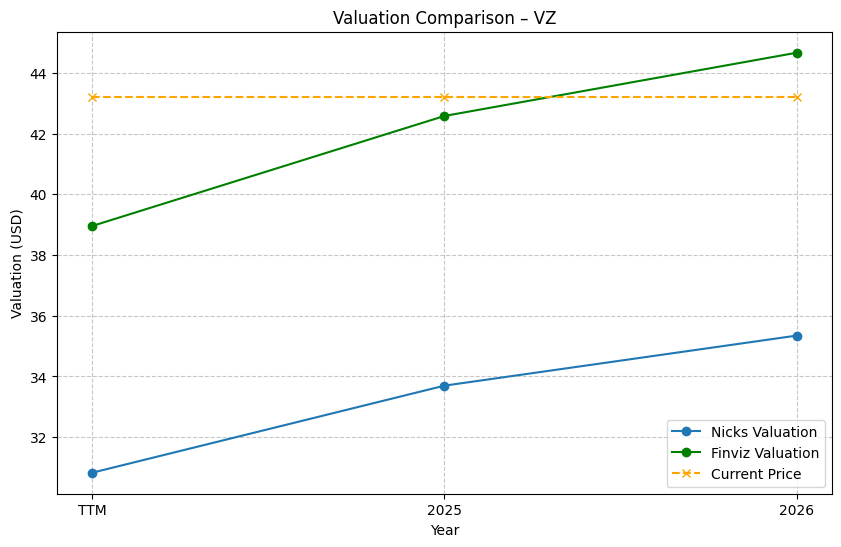 Valuation Comparison – VZ
Valuation (USD)
44
42
40
38
36
34
32
TTM
2025
2026
Year
Nicks Valuation
Finviz Valuation
Current Price